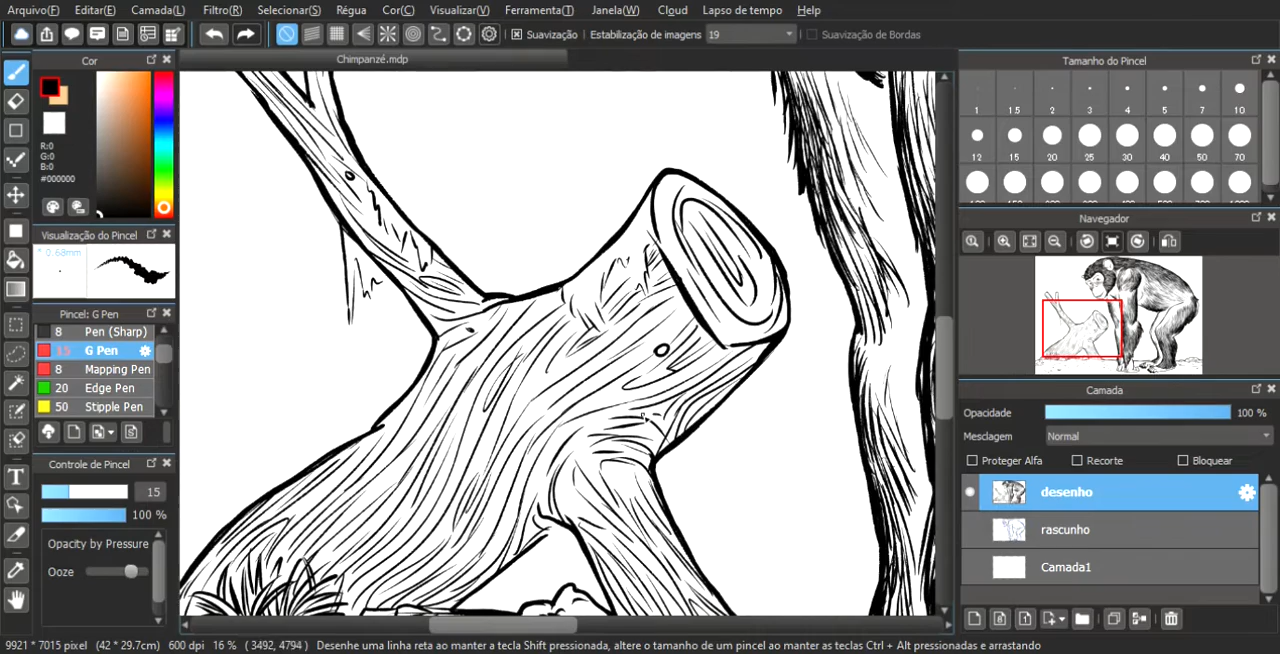 Arquivo(F) Editar(E) Camada(L) Filtro(R) Selecionar(S) Régua Cor(C) Visualizar(V) Ferramenta(T) Janela(W) Cloud Lapso de tempo Help
Suavização Estabilização de imagens 19 Suavização de Bordas
Cor
Chimpanzé.mdp
Tamanho do Pincel
1 1.5 2 3 4 5 7 10
12 15 20 25 30 40 50 70
R:0
G:0
B:0
#000000
Navegador
Visualização do Pincel
* 0.68mm
Pincel: G Pen
8 Pen (Sharp)
15 G Pen
8 Mapping Pen
20 Edge Pen
50 Stipple Pen
Camada
Opacidade 100 %
Mesclagem Normal
Proteger Alfa Recorte Bloquear
Controle de Pincel
15
100 %
Opacity by Pressure
Ooze
desenho
rascunho
Camada1
9921 * 7015 pixel (42 * 29.7cm) 600 dpi 16 % ( 3492, 4794 ) Desenhe uma linha reta ao manter a tecla Shift pressionada, altere o tamanho de um pincel ao manter as teclas Ctrl + Alt pressionadas e arrastando